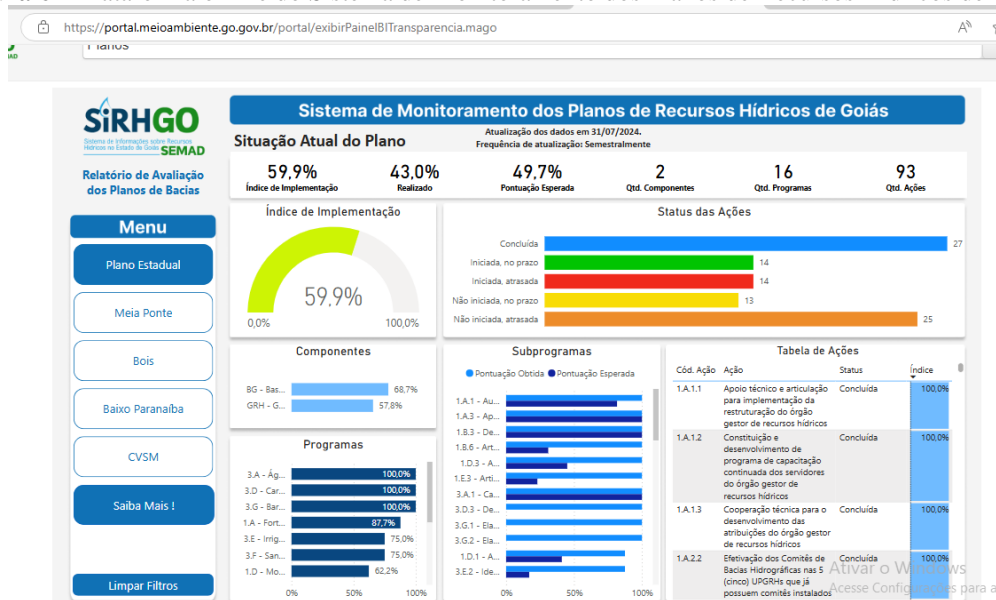 https://portal.meioambiente.go.gov.br/portal/exibirPainelBITransparencia.mago
Planos
SiRHGO
Sistema de Informações sobre Recursos
Hídricos no Estado de Goiás
SEMAD
Relatório de Avaliação
dos Planos de Bacias
Menu
Plano Estadual
Meia Ponte
Bois
Baixo Paranaíba
CVSM
Saiba Mais !
Limpar Filtros
Sistema de Monitoramento dos Planos de Recursos Hídricos de Goiás
Situação Atual do Plano
Atualização dos dados em 31/07/2024.
Frequência de atualização: Semestralmente
59,9%
Índice de Implementação
43,0%
Realizado
49,7%
Pontuação Esperada
2
Qtd. Componentes
16
Qtd. Programas
93
Qtd. Ações
Índice de Implementação
59,9%
0,0%
100,0%
Status das Ações
Concluída 27
Iniciada, no prazo 14
Iniciada, atrasada 14
Não iniciada, no prazo 13
Não iniciada, atrasada 25
Componentes
BG - Bas... 68,7%
GRH - G... 57,8%
Programas
3.A - Ág... 100,0%
3.D - Car... 100,0%
3.G - Bar... 100,0%
1.A - Fort... 87,7%
3.E - Irrig... 75,0%
3.F - San... 75,0%
1.D - Mo... 62,2%
0% 50% 100%
Subprogramas
Pontuação Obtida Pontuação Esperada
1.A.1 - Au...
1.A.3 - Ap...
1.B.3 - De...
1.B.6 - Art...
1.D.3 - A...
1.E.3 - Arti...
3.A.1 - Ca...
3.D.3 - De...
3.G.1 - Ela...
3.G.2 - Ela...
1.D.1 - A...
3.E.2 - Ide...
0% 50% 100%
Tabela de Ações
Cód. Ação Ação Status Índice
1.A.1.1 Apoio técnico e articulação Concluída 100,0%
para implementação da
restruturação do órgão
gestor de recursos hídricos
1.A.1.2 Constituição e Concluída 100,0%
desenvolvimento de
programa de capacitação
continuada dos servidores
do órgão gestor de
recursos hídricos
1.A.1.3 Cooperação técnica para o Concluída 100,0%
desenvolvimento das
atribuições do órgão gestor
de recursos hídricos
1.A.2.2 Efetivação dos Comitês de Concluída 100,0%
Bacias Hidrográficas nas 5
(cinco) UPGRHs que já
possuem comitês instalados
Ativar o Windows
Acesse Configurações para a